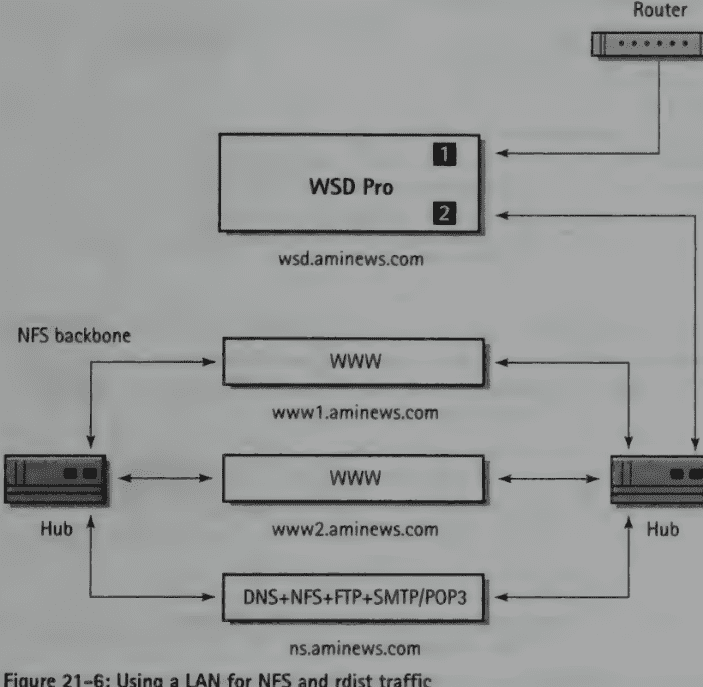 Router
1
WSD Pro
2
wsd.aminews.com
NFS backbone
WWW
www1.aminews.com
WWW
Hub
www2.aminews.com
Hub
DNS+NFS+FTP+SMTP/POP3
ns.aminews.com
Figure 21-6: Using a LAN for NFS and rdist traffic